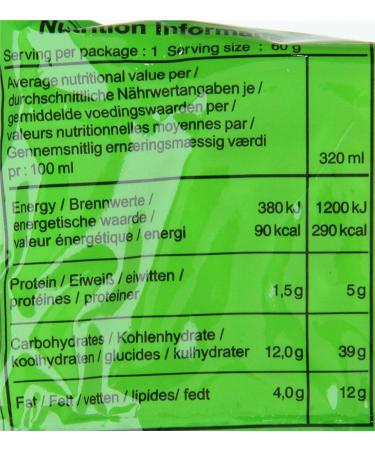 Nutrition Informa
Serving per package : 1 Serving size : 60 g
Average nutritional value per /
durchschnittliche Nährwertangaben je /
gemiddelde voedingswaarden per /
valeurs nutritionnelles moyennes par /
Gennemsnitlig ernæringsmæssig værdi
pr : 100 ml 320 ml
Energy / Brennwerte / 380 kJ 1200 kJ
energetische waarde / 90 kcal 290 kcal
valeur énergétique / energi
Protein / Eiweiß / eiwitten /
protéines / proteiner 1,5g 5g
Carbohydrates / Kohlenhydrate /
koolhydraten / glucides / kulhydrater 12,0g 39g
Fat / Fett / vetten / lipides/ fedt 4,0g 12g